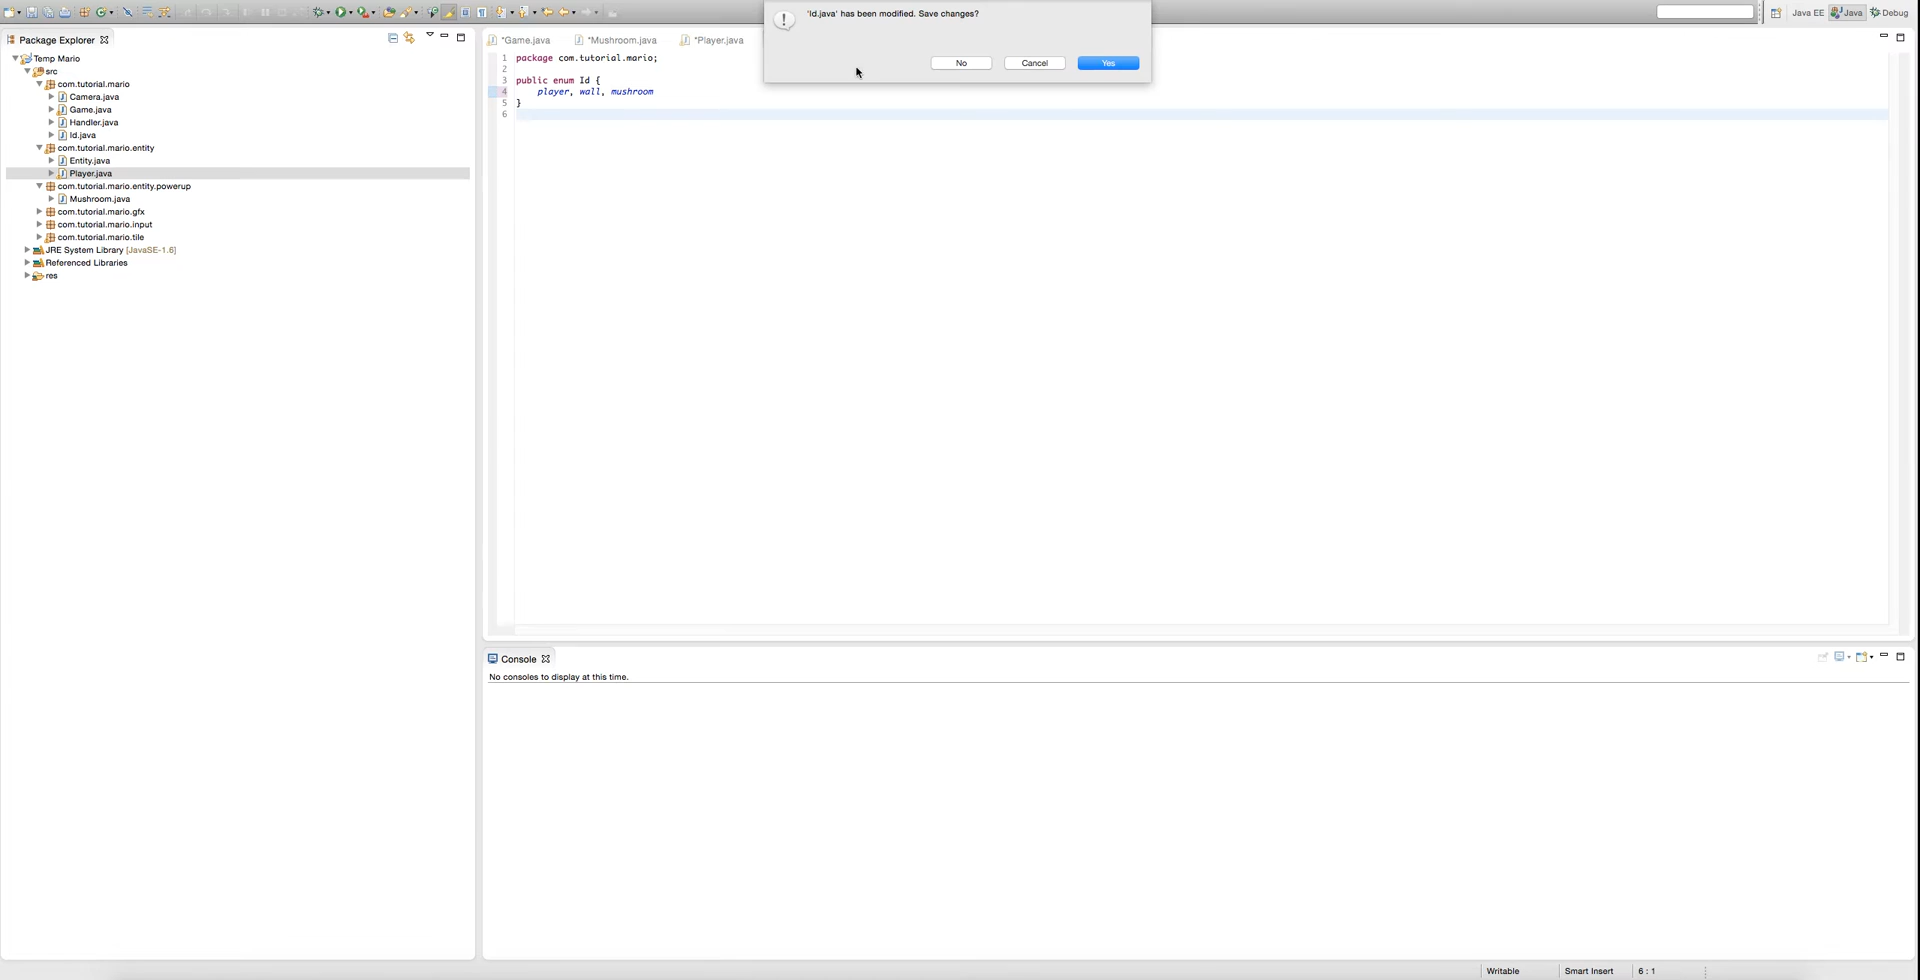 'Id.java' has been modified. Save changes?
No
Cancel
Yes
Java EE
Java
Debug
Package Explorer
*Game.java
*Mushroom.java
*Player.java
Temp Mario
src
com.tutorial.mario
Camera.java
Game.java
Handler.java
Id.java
com.tutorial.mario.entity
Entity.java
Player.java
com.tutorial.mario.entity.powerup
Mushroom.java
com.tutorial.mario.gfx
com.tutorial.mario.input
com.tutorial.mario.tile
JRE System Library [JavaSE-1.6]
Referenced Libraries
res
1 package com.tutorial.mario;
2
3 public enum Id {
4 player, wall, mushroom
5 }
6
Console
No consoles to display at this time.
Writable
Smart Insert
6 : 1